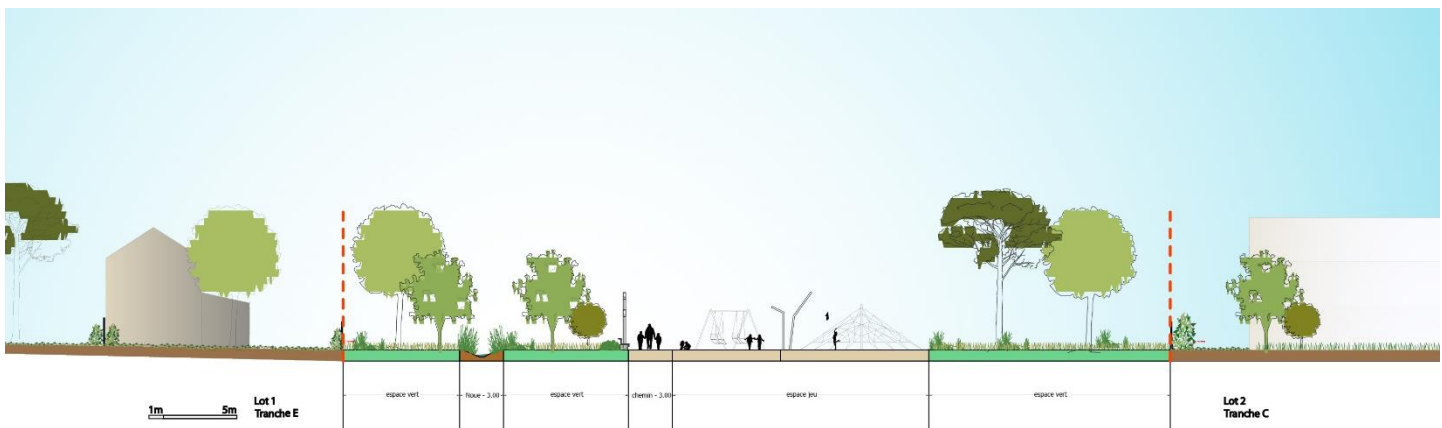 espace vert
Noue - 3.00
espace vert
chemin - 3.00
espace jeu
espace vert
1m 5m
Lot 1
Tranche E
Lot 2
Tranche C